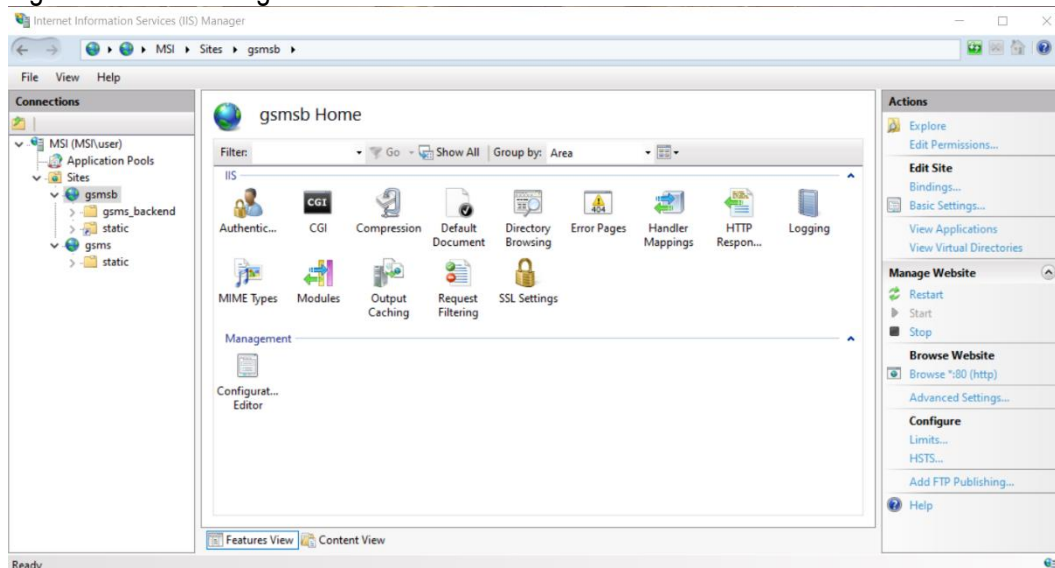 Internet Information Services (IIS) Manager
MSI
Sites
gsmsb
File
View
Help
Connections
MSI (MSI\user)
Application Pools
Sites
gsmsb
gsms_backend
static
gsms
static
gsmsb Home
Filter:
Go
Show All
Group by: Area
IIS
Authentic...
CGI
Compression
Default
Document
Directory
Browsing
Error Pages
Handler
Mappings
HTTP
Respon...
Logging
MIME Types
Modules
Output
Caching
Request
Filtering
SSL Settings
Management
Configurat...
Editor
Features View
Content View
Actions
Explore
Edit Permissions...
Edit Site
Bindings...
Basic Settings...
View Applications
View Virtual Directories
Manage Website
Restart
Start
Stop
Browse Website
Browse *:80 (http)
Advanced Settings...
Configure
Limits...
HSTS...
Add FTP Publishing...
Help
Ready